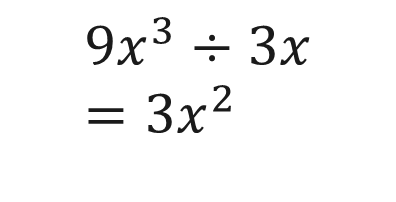 9x³ ÷ 3x
= 3x²